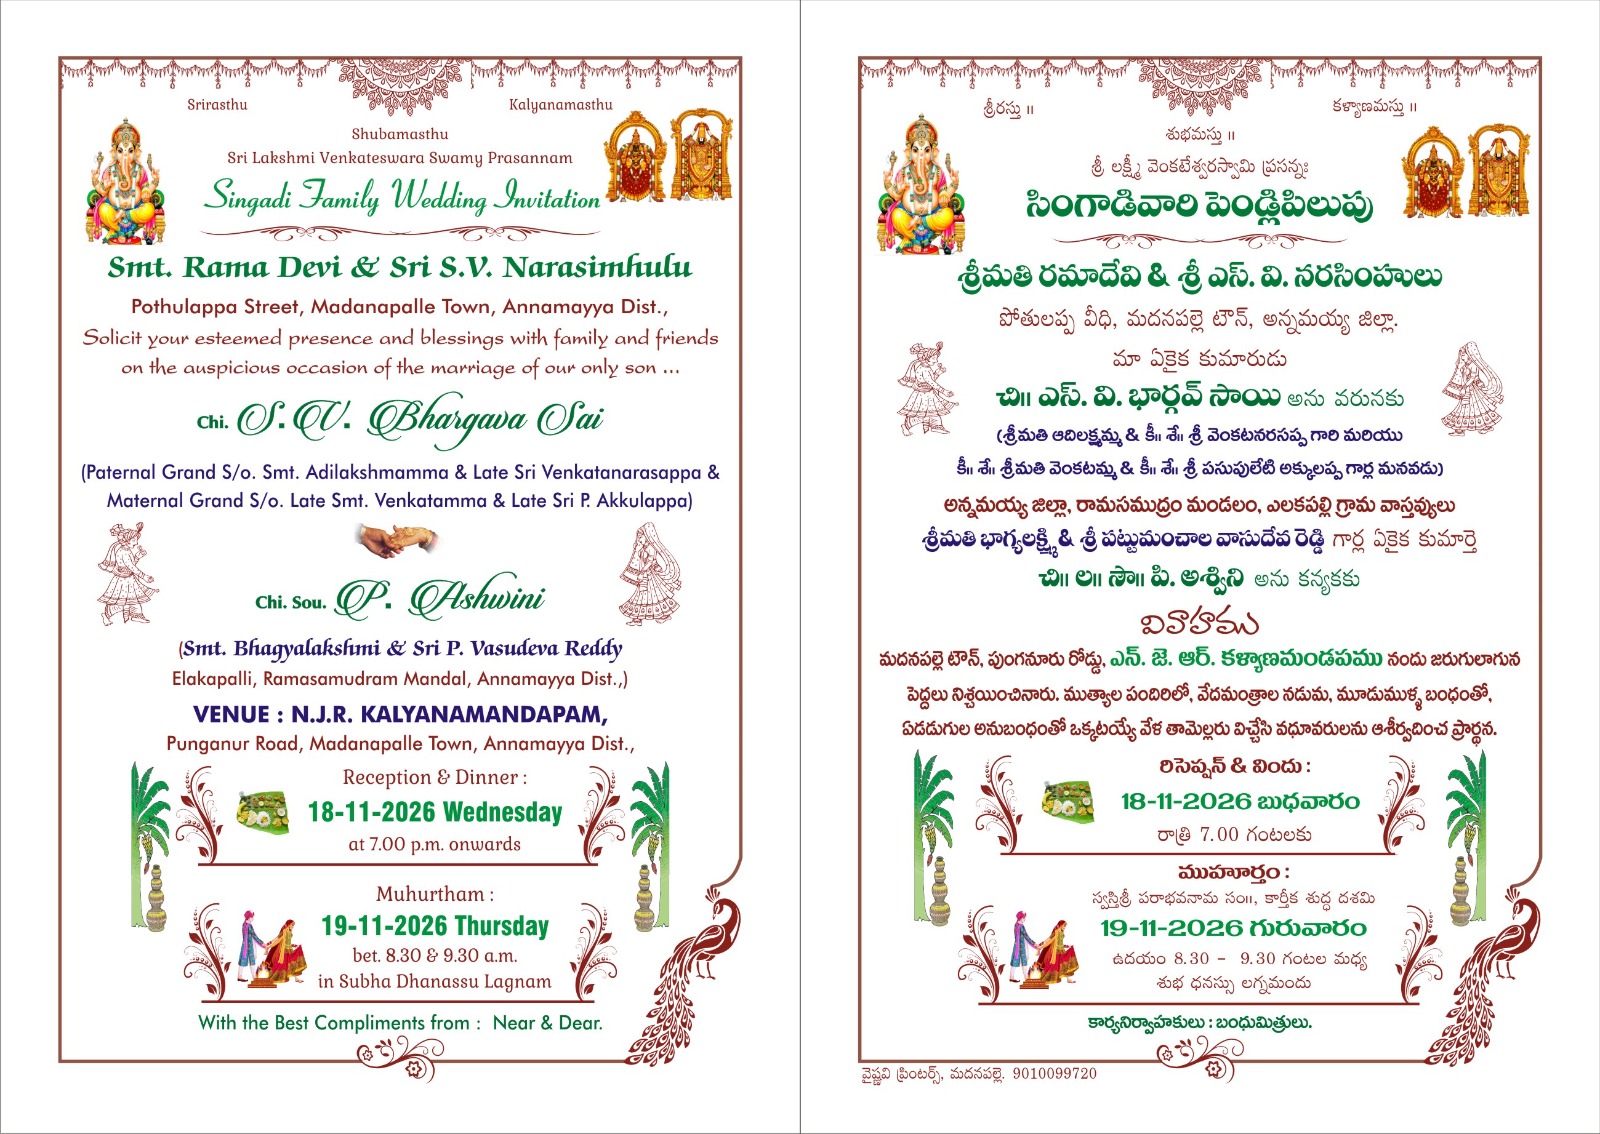 Srirasthu
Kalyanamasthu
Shubamasthu
Sri Lakshmi Venkateswara Swamy Prasannam
Singadi Family Wedding Invitation
Smt. Rama Devi & Sri S.V. Narasimhulu
Pothulappa Street, Madanapalle Town, Annamayya Dist.,
Solicit your esteemed presence and blessings with family and friends
on the auspicious occasion of the marriage of our only son ...
Chi. S. V. Bhargava Sai
(Paternal Grand S/o. Smt. Adilakshmamma & Late Sri Venkatanarasappa &
Maternal Grand S/o. Late Smt. Venkatamma & Late Sri P. Akkulappa)
Chi. Sou. P. Ashwini
(Smt. Bhagyalakshmi & Sri P. Vasudeva Reddy
Elakapalli, Ramasamudram Mandal, Annamayya Dist.,)
VENUE : N.J.R. KALYANAMANDAPAM,
Punganur Road, Madanapalle Town, Annamayya Dist.,
Reception & Dinner :
18-11-2026 Wednesday
at 7.00 p.m. onwards
Muhurtham :
19-11-2026 Thursday
bet. 8.30 & 9.30 a.m.
in Subha Dhanassu Lagnam
With the Best Compliments from : Near & Dear.
శ్రీరస్తు ॥
కళ్యాణమస్తు ॥
శుభమస్తు ॥
శ్రీ లక్ష్మీ వెంకటేశ్వరస్వామి ప్రసన్నః
సింగాడివారి పెండ్లిపిలుపు
శ్రీమతి రమాదేవి & శ్రీ ఎస్. వి. నరసింహులు
పోతులప్ప వీధి, మదనపల్లె టౌన్, అన్నమయ్య జిల్లా.
మా ఏకైక కుమారుడు
చి॥ ఎస్. వి. భార్గవ్ సాయి అను వరునకు
(శ్రీమతి ఆదిలక్ష్మమ్మ & కీ॥ శే॥ శ్రీ వెంకటనరసప్ప గారి మరియు
కీ॥ శే॥ శ్రీమతి వెంకటమ్మ & కీ॥ శే॥ శ్రీ పసుపులేటి అక్కులప్ప గార్ల మనవడు)
అన్నమయ్య జిల్లా, రామసముద్రం మండలం, ఎలకపల్లి గ్రామ వాస్తవ్యులు
శ్రీమతి భాగ్యలక్ష్మి & శ్రీ పట్టుమంచాల వాసుదేవ రెడ్డి గార్ల ఏకైక కుమార్తె
చి॥ ల॥ సౌ॥ పి. అశ్విని అను కన్యకకు
వివాహము
మదనపల్లె టౌన్, పుంగనూరు రోడ్డు, ఎన్. జె. ఆర్. కళ్యాణమండపము నందు జరుగులాగున
పెద్దలు నిశ్చయించినారు. ముత్యాల పందిరిలో, వేదమంత్రాల నడుమ, మూడుముళ్ళ బంధంతో,
ఏడడుగుల అనుబంధంతో ఒక్కటయ్యే వేళ తామెల్లరు విచ్చేసి వధూవరులను ఆశీర్వదించ ప్రార్థన.
రిసెప్షన్ & విందు :
18-11-2026 బుధవారం
రాత్రి 7.00 గంటలకు
ముహూర్తం :
స్వస్తిశ్రీ పరాభవనామ సం॥, కార్తీక శుద్ధ దశమి
19-11-2026 గురువారం
ఉదయం 8.30 - 9.30 గంటల మధ్య
శుభ ధనస్సు లగ్నమందు
కార్యనిర్వాహకులు : బంధుమిత్రులు.
వైష్ణవి ప్రింటర్స్, మదనపల్లె. 9010099720